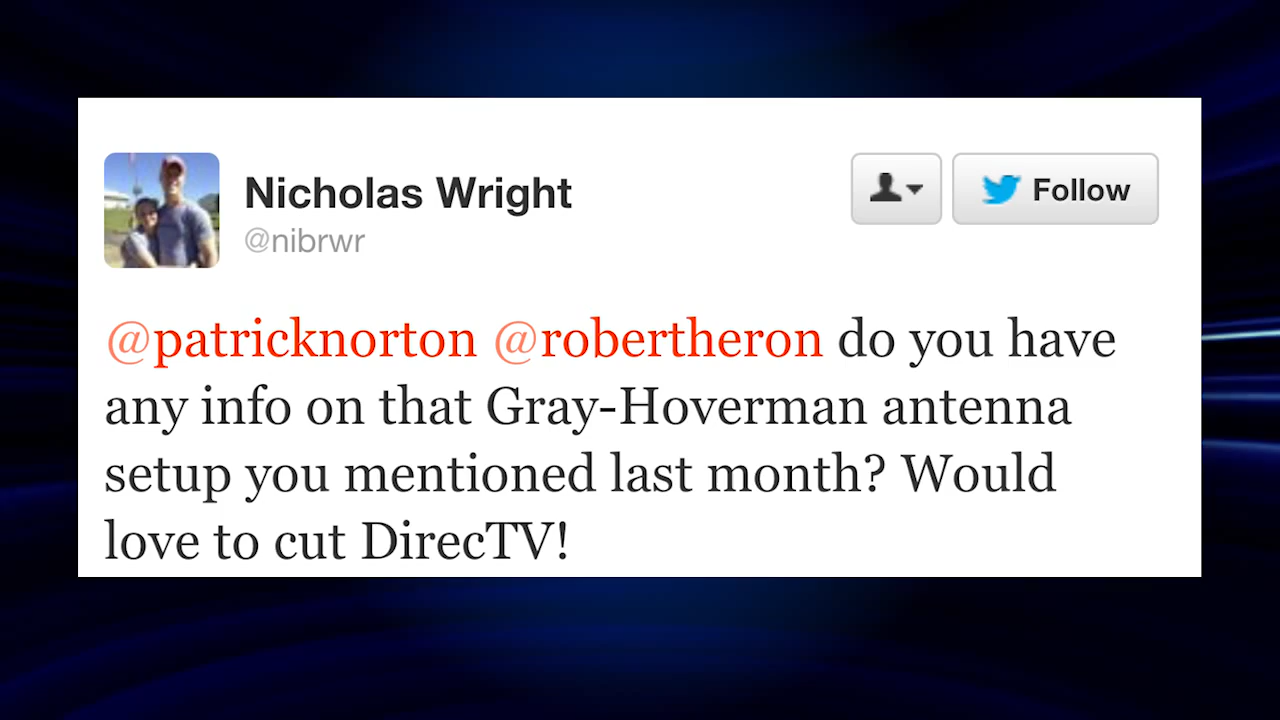 Nicholas Wright
@nibrwr
Follow
@patricknorton @robertheron do you have
any info on that Gray-Hoverman antenna
setup you mentioned last month? Would
love to cut DirecTV!